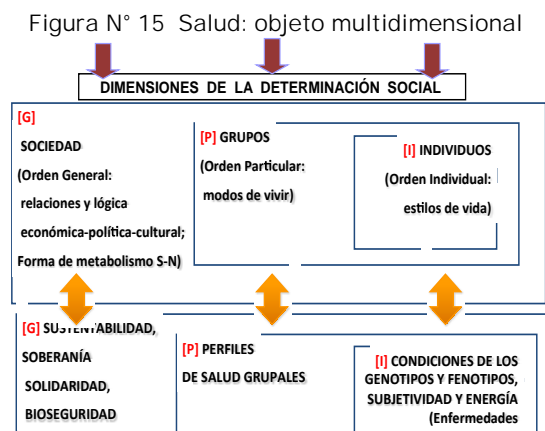 Figura N° 15 Salud: objeto multidimensional
DIMENSIONES DE LA DETERMINACIÓN SOCIAL
[G]
SOCIEDAD
(Orden General:
relaciones y lógica
económica-política-cultural;
Forma de metabolismo S-N)
[P] GRUPOS
(Orden Particular:
modos de vivir)
[I] INDIVIDUOS
(Orden Individual:
estilos de vida)
[G] SUSTENTABILIDAD,
SOBERANÍA
SOLIDARIDAD,
BIOSEGURIDAD
[P] PERFILES
DE SALUD GRUPALES
[I] CONDICIONES DE LOS
GENOTIPOS Y FENOTIPOS,
SUBJETIVIDAD Y ENERGÍA
(Enfermedades